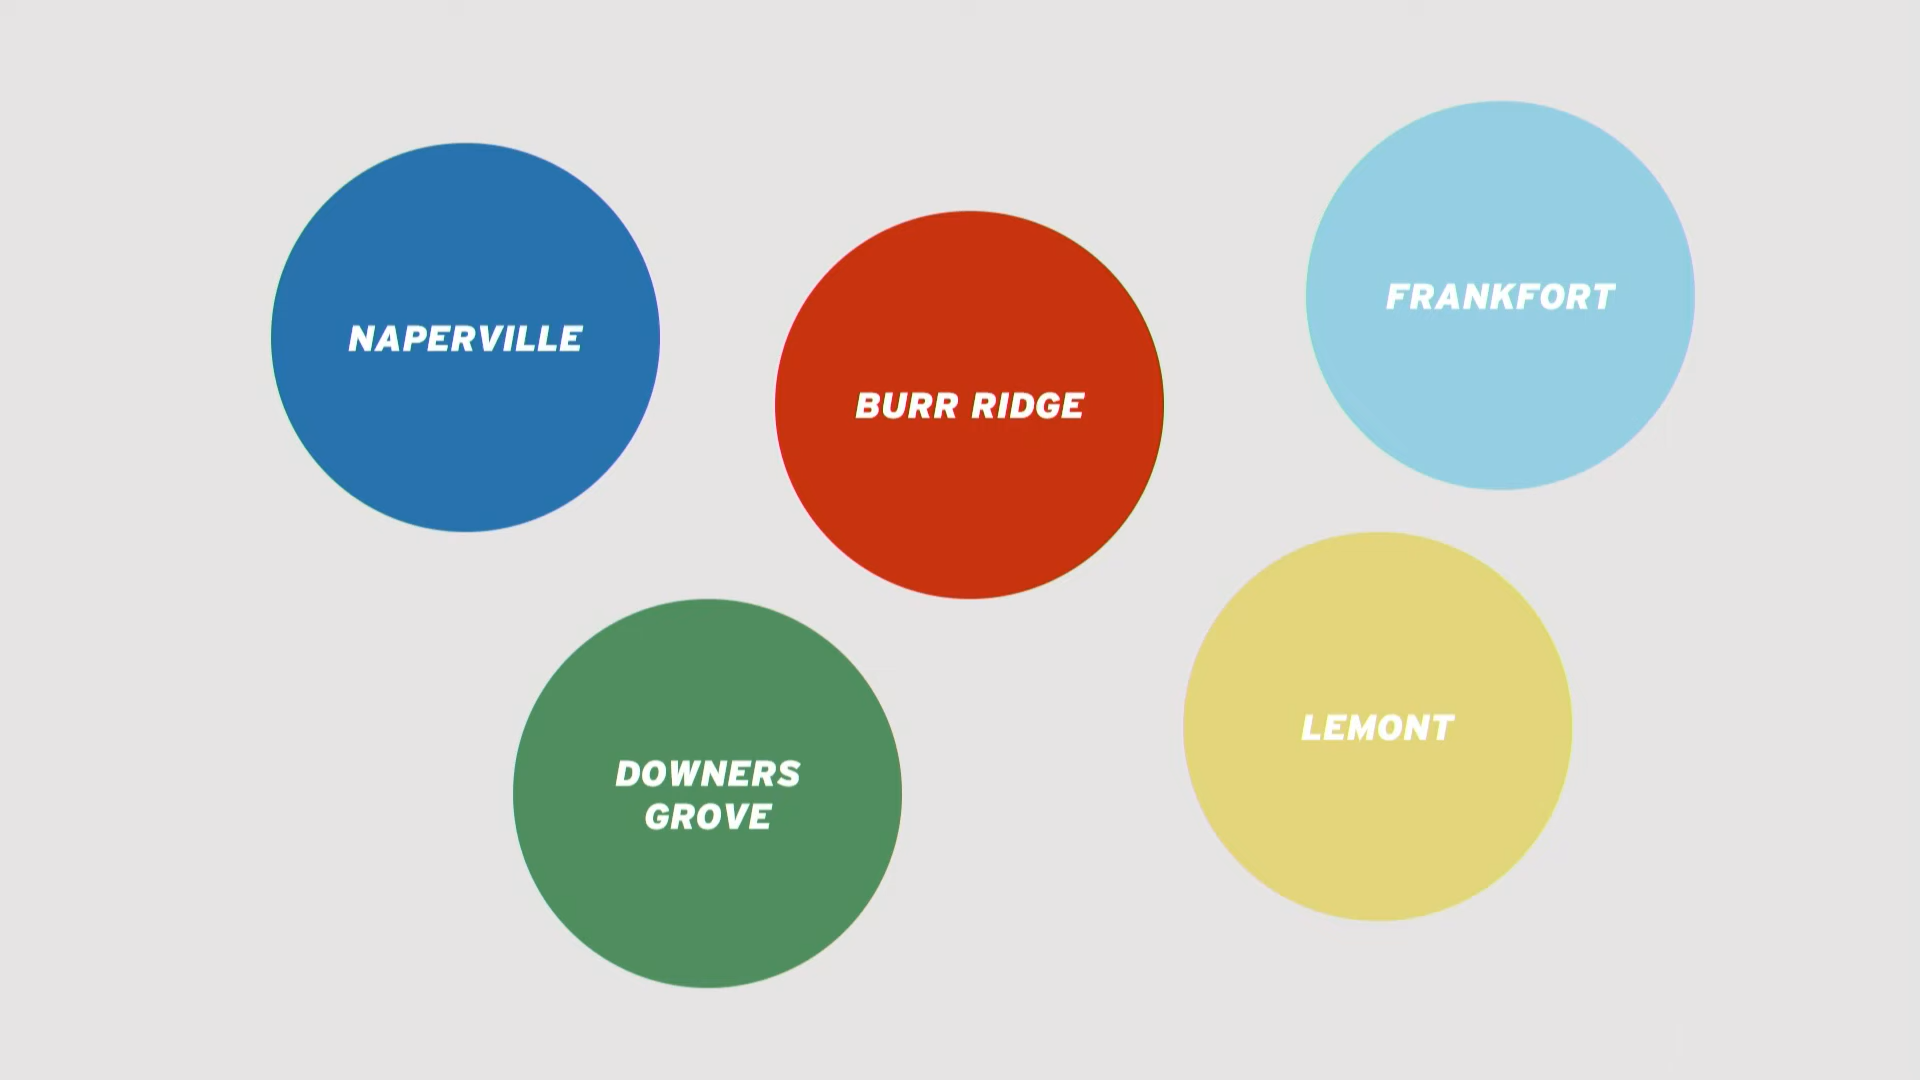 NAPERVILLE
BURR RIDGE
FRANKFORT
DOWNERS
GROVE
LEMONT